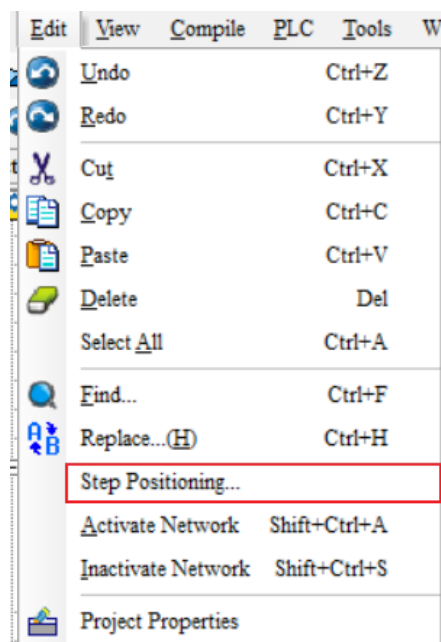 Edit View Compile PLC Tools W
Undo Ctrl+Z
Redo Ctrl+Y
Cut Ctrl+X
Copy Ctrl+C
Paste Ctrl+V
Delete Del
Select All Ctrl+A
Find... Ctrl+F
Replace...(H) Ctrl+H
Step Positioning...
Activate Network Shift+Ctrl+A
Inactivate Network Shift+Ctrl+S
Project Properties